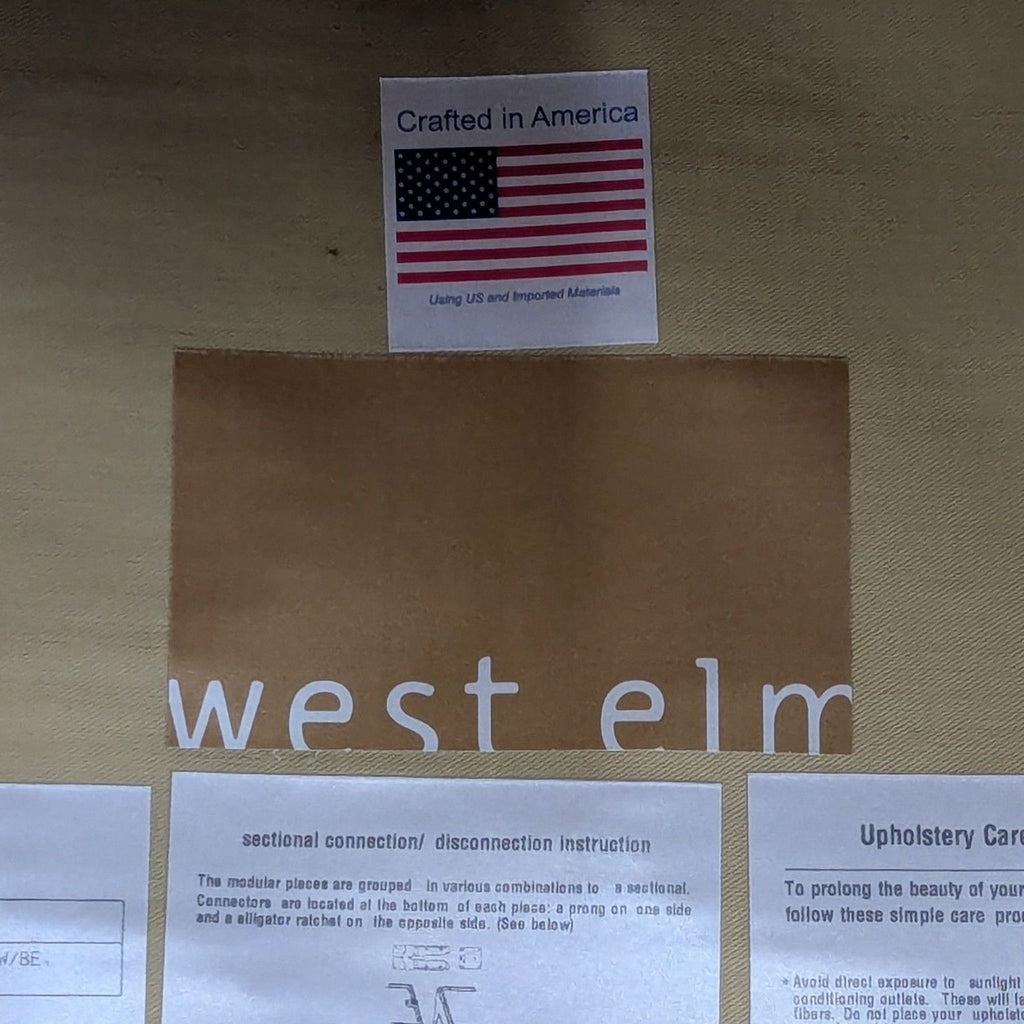 Crafted in America
Using US and Imported Materials
west elm
W/BE
sectional connection/ disconnection instruction
The modular pieces are grouped in various combinations to a sectional.
Connectors are located at the bottom of each piese: a prong on one side
and a alligator ratchet on the opposite side. (See below)
Upholstery Care
To prolong the beauty of your
follow these simple care pro
* Avoid direct exposure to sunlight
conditioning outlets. These will fa
fibers. Do not place your upholste